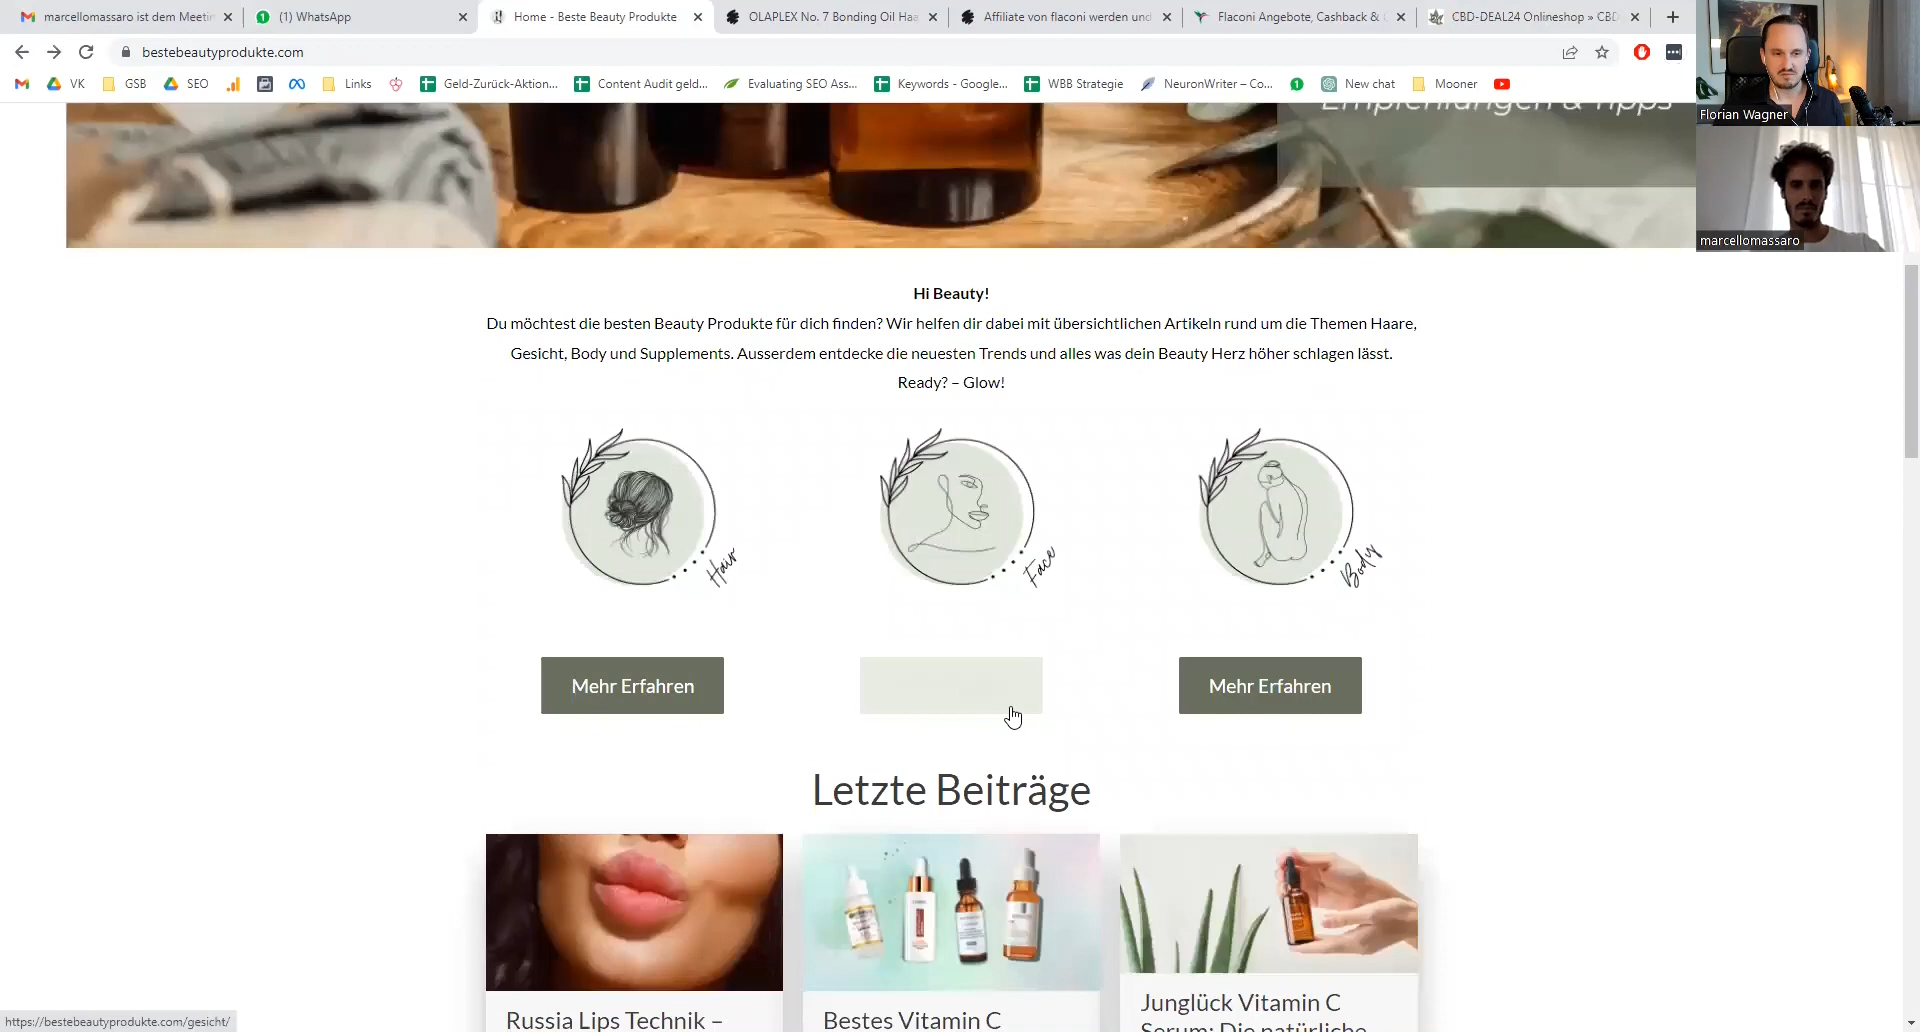 marcellomassaro ist dem Meetin
(1) WhatsApp
Home - Beste Beauty Produkte
OLAPLEX No. 7 Bonding Oil Haa
Affiliate von flaconi werden und
Flaconi Angebote, Cashback &
CBD-DEAL24 Onlineshop » CBD
bestebeautyprodukte.com
VK
GSB
SEO
Links
Geld-Zurück-Aktion...
Content Audit geld...
Evaluating SEO Ass...
Keywords - Google...
WBB Strategie
NeuronWriter – Co...
New chat
Mooner
Florian Wagner
marcellomassaro
Empfehlungen & Tipps
Hi Beauty!
Du möchtest die besten Beauty Produkte für dich finden? Wir helfen dir dabei mit übersichtlichen Artikeln rund um die Themen Haare,
Gesicht, Body und Supplements. Ausserdem entdecke die neuesten Trends und alles was dein Beauty Herz höher schlagen lässt.
Ready? – Glow!
Hair
Face
Body
Mehr Erfahren
Mehr Erfahren
Letzte Beiträge
Russia Lips Technik –
Bestes Vitamin C
Junglück Vitamin C
Serum: Die natürliche
https://bestebeautyprodukte.com/gesicht/